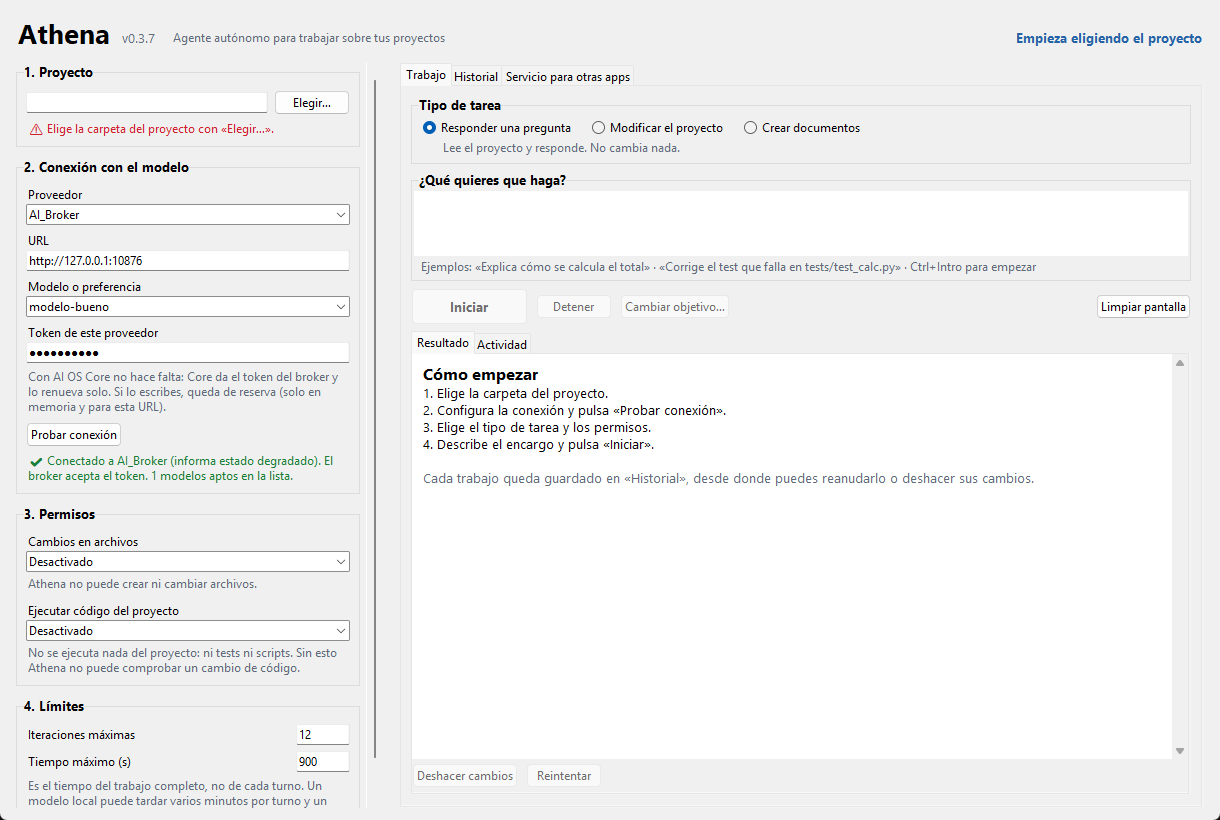 Athena v0.3.7 Agente autónomo para trabajar sobre tus proyectos
Empieza eligiendo el proyecto
1. Proyecto
Elegir...
Elige la carpeta del proyecto con «Elegir...».
2. Conexión con el modelo
Proveedor
AI_Broker
URL
http://127.0.0.1:10876
Modelo o preferencia
modelo-bueno
Token de este proveedor
●●●●●●●●●●
Con AI OS Core no hace falta: Core da el token del broker y
lo renueva solo. Si lo escribes, queda de reserva (solo en
memoria y para esta URL).
Probar conexión
Conectado a AI_Broker (informa estado degradado). El
broker acepta el token. 1 modelos aptos en la lista.
3. Permisos
Cambios en archivos
Desactivado
Athena no puede crear ni cambiar archivos.
Ejecutar código del proyecto
Desactivado
No se ejecuta nada del proyecto: ni tests ni scripts. Sin esto
Athena no puede comprobar un cambio de código.
4. Límites
Iteraciones máximas 12
Tiempo máximo (s) 900
Es el tiempo del trabajo completo, no de cada turno. Un
modelo local puede tardar varios minutos por turno y un
Trabajo Historial Servicio para otras apps
Tipo de tarea
Responder una pregunta Modificar el proyecto Crear documentos
Lee el proyecto y responde. No cambia nada.
¿Qué quieres que haga?
Ejemplos: «Explica cómo se calcula el total» · «Corrige el test que falla en tests/test_calc.py» · Ctrl+Intro para empezar
Iniciar Detener Cambiar objetivo... Limpiar pantalla
Resultado Actividad
Cómo empezar
1. Elige la carpeta del proyecto.
2. Configura la conexión y pulsa «Probar conexión».
3. Elige el tipo de tarea y los permisos.
4. Describe el encargo y pulsa «Iniciar».
Cada trabajo queda guardado en «Historial», desde donde puedes reanudarlo o deshacer sus cambios.
Deshacer cambios Reintentar